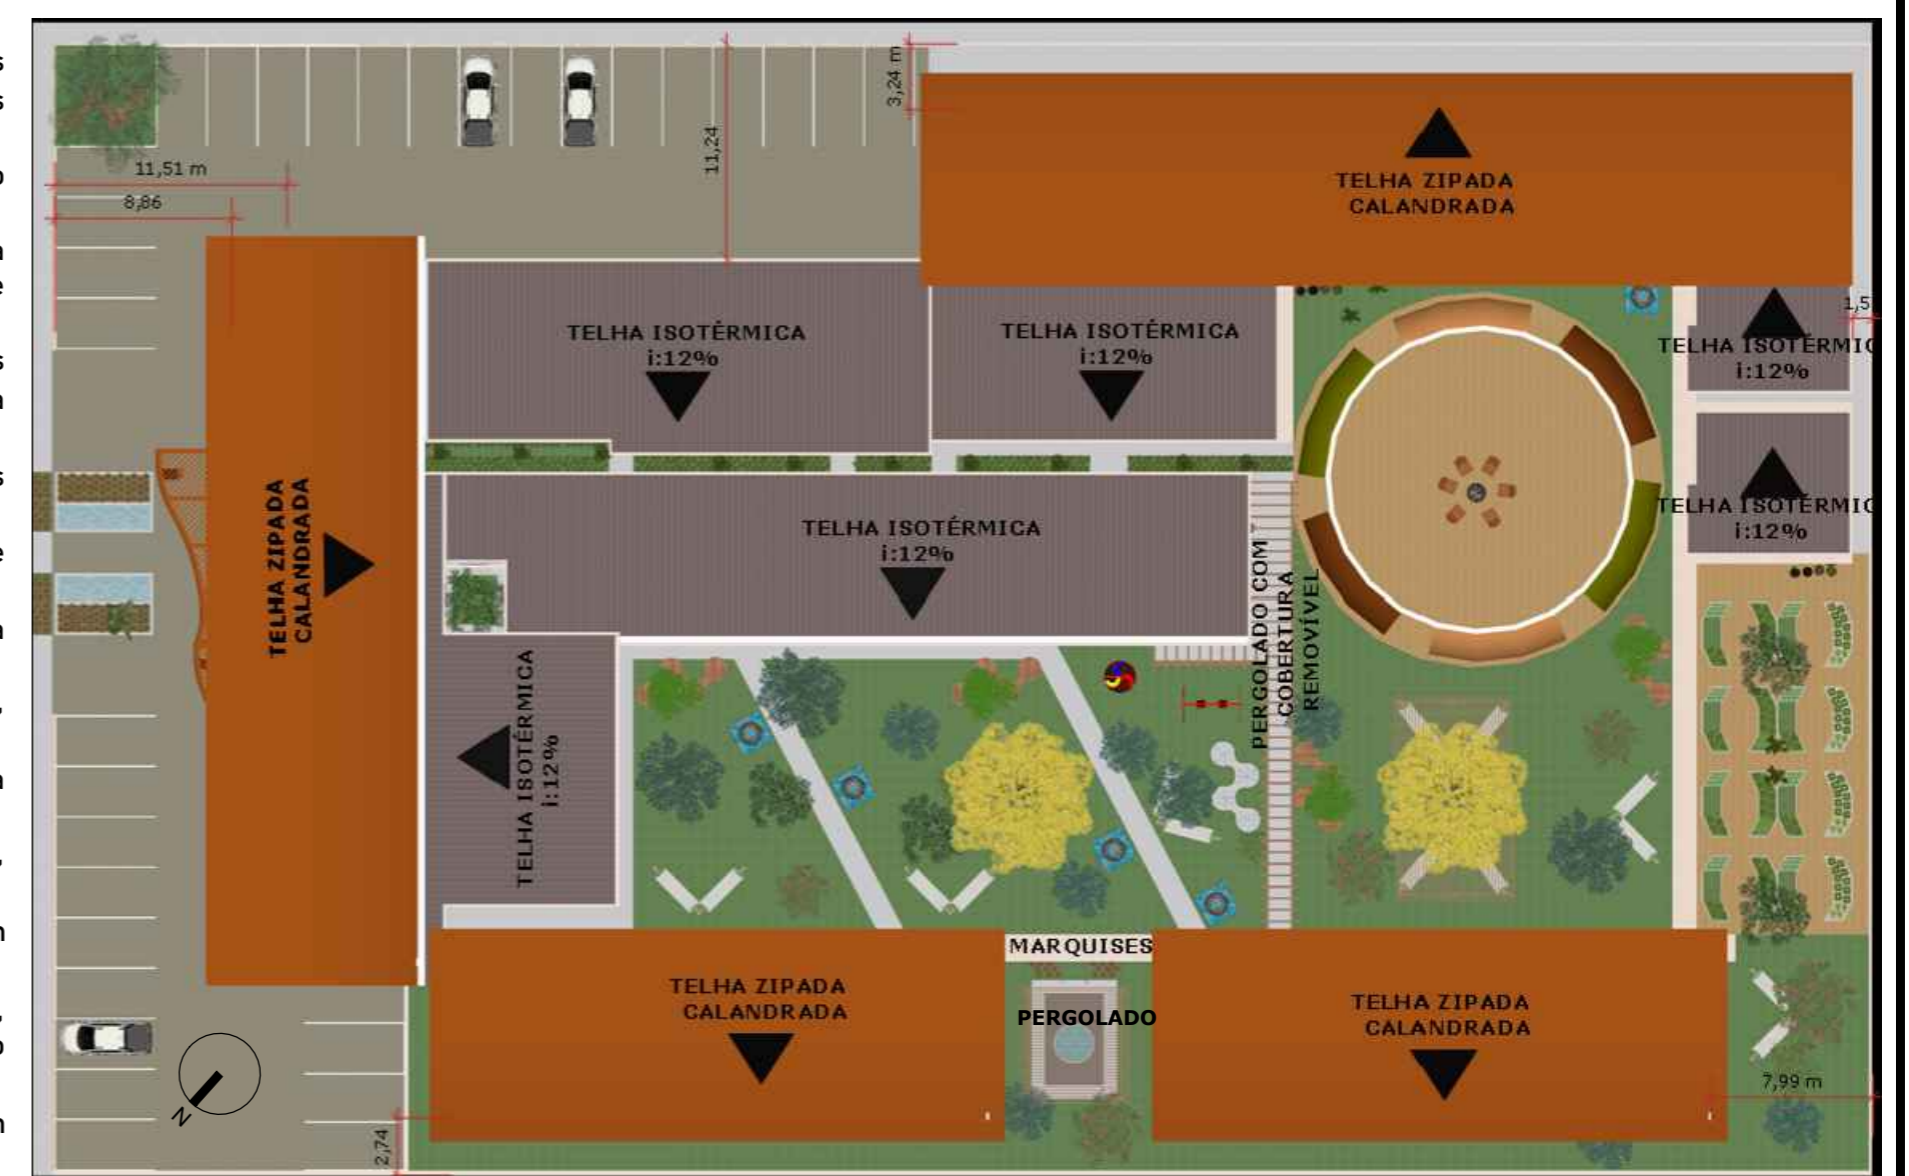 3,24 m
11,24
11,51 m
8,86
TELHA ZIPADA
CALANDRADA
TELHA ISOTÉRMICA
i:12%
TELHA ISOTÉRMICA
i:12%
1,5
TELHA ISOTÉRMIC
i:12%
TELHA ZIPADA
CALANDRADA
TELHA ISOTÉRMICA
i:12%
TELHA ISOTÉRMIC
i:12%
PERGOLADO COM
COBERTURA
REMOVÍVEL
TELHA ISOTÉRMICA
i:12%
MARQUISES
TELHA ZIPADA
CALANDRADA
PERGOLADO
TELHA ZIPADA
CALANDRADA
N
7,99 m
2,74